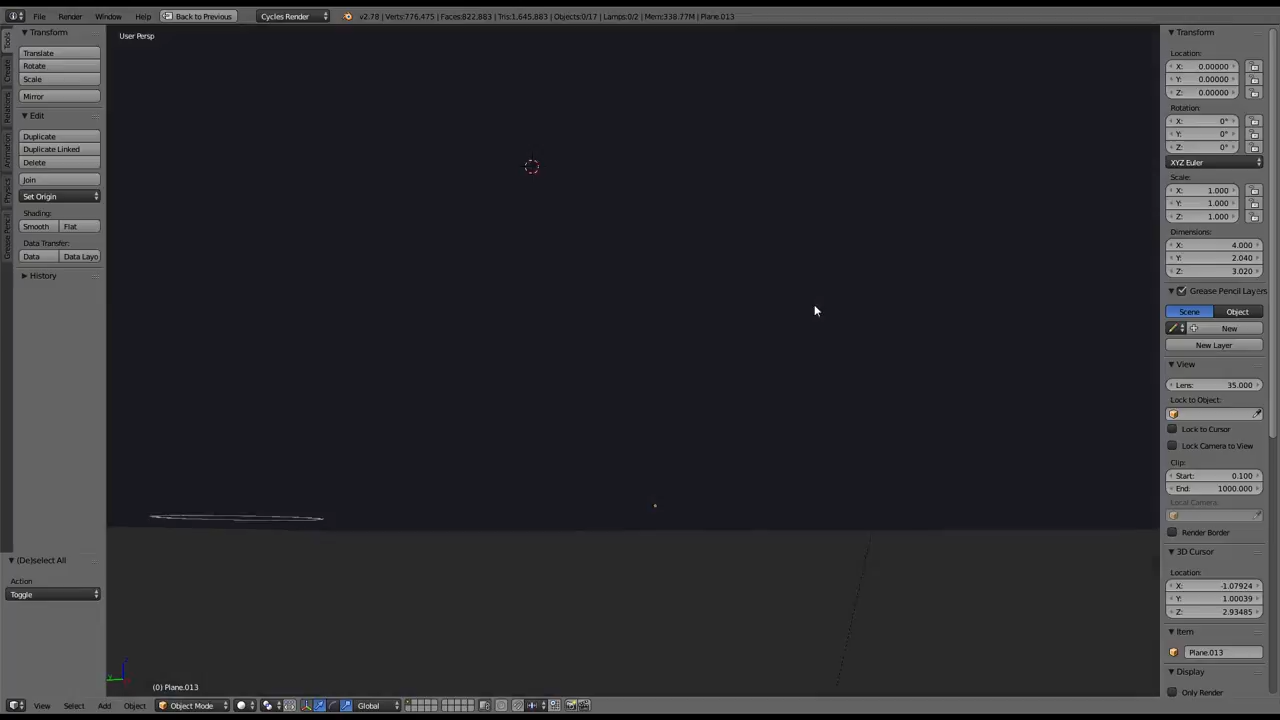 File Render Window Help Back to Previous Cycles Render v2.78 | Verts:776,475 | Faces:822,883 | Tris:1,645,883 | Objects:0/17 | Lamps:0/2 | Mem:338.77M | Plane.013
Tools
Create
Relations
Animation
Physics
Grease Pencil
Transform
Translate
Rotate
Scale
Mirror
Edit
Duplicate
Duplicate Linked
Delete
Join
Set Origin
Shading:
Smooth Flat
Data Transfer:
Data Data Layo
History
(De)select All
Action
Toggle
User Persp
(0) Plane.013
Transform
Location:
X: 0.00000
Y: 0.00000
Z: 0.00000
Rotation:
X: 0°
Y: 0°
Z: 0°
XYZ Euler
Scale:
X: 1.000
Y: 1.000
Z: 1.000
Dimensions:
X: 4.000
Y: 2.040
Z: 3.020
Grease Pencil Layers
Scene Object
New
New Layer
View
Lens: 35.000
Lock to Object:
Lock to Cursor
Lock Camera to View
Clip:
Start: 0.100
End: 1000.000
Local Camera:
Render Border
3D Cursor
Location:
X: -1.07924
Y: 1.00039
Z: 2.93485
Item
Plane.013
Display
Only Render
View Select Add Object Object Mode Global